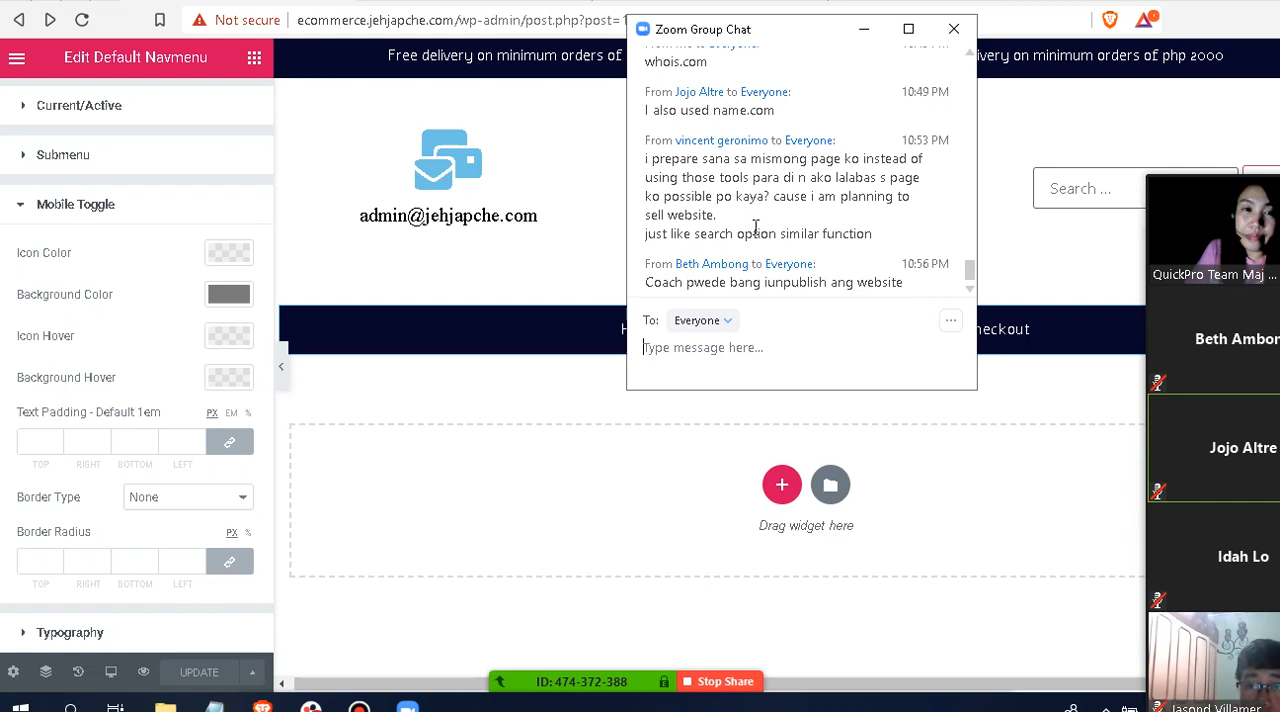 Not secure
ecommerce.jehjapche.com/wp-admin/post.php?post=1
Edit Default Navmenu
Current/Active
Submenu
Mobile Toggle
Icon Color
Background Color
Icon Hover
Background Hover
Text Padding - Default 1em
PX EM %
TOP RIGHT BOTTOM LEFT
Border Type
None
Border Radius
PX %
TOP RIGHT BOTTOM LEFT
Typography
UPDATE
Free delivery on minimum orders of
ivery on minimum orders of php 2000
admin@jehjapche.com
Search ...
heckout
Drag widget here
Zoom Group Chat
whois.com
From Jojo Altre to Everyone: 10:49 PM
I also used name.com
From vincent geronimo to Everyone: 10:53 PM
i prepare sana sa mismong page ko instead of
using those tools para di n ako lalabas s page
ko possible po kaya? cause i am planning to
sell website.
just like search option similar function
From Beth Ambong to Everyone: 10:56 PM
Coach pwede bang iunpublish ang website
To: Everyone
Type message here...
QuickPro Team Maj ...
Beth Ambon
Jojo Altre
Idah Lo
Jasond Villamer
ID: 474-372-388
Stop Share